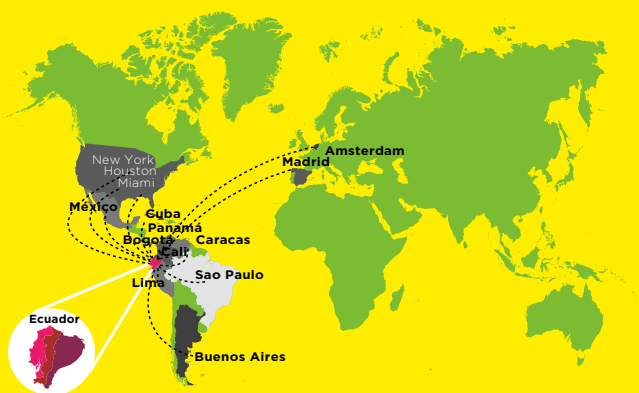 Amsterdam
Madrid
New York
Houston
Miami
México
Cuba
Panamá
Bogotá
Caracas
Cali
Sao Paulo
Lima
Ecuador
Buenos Aires